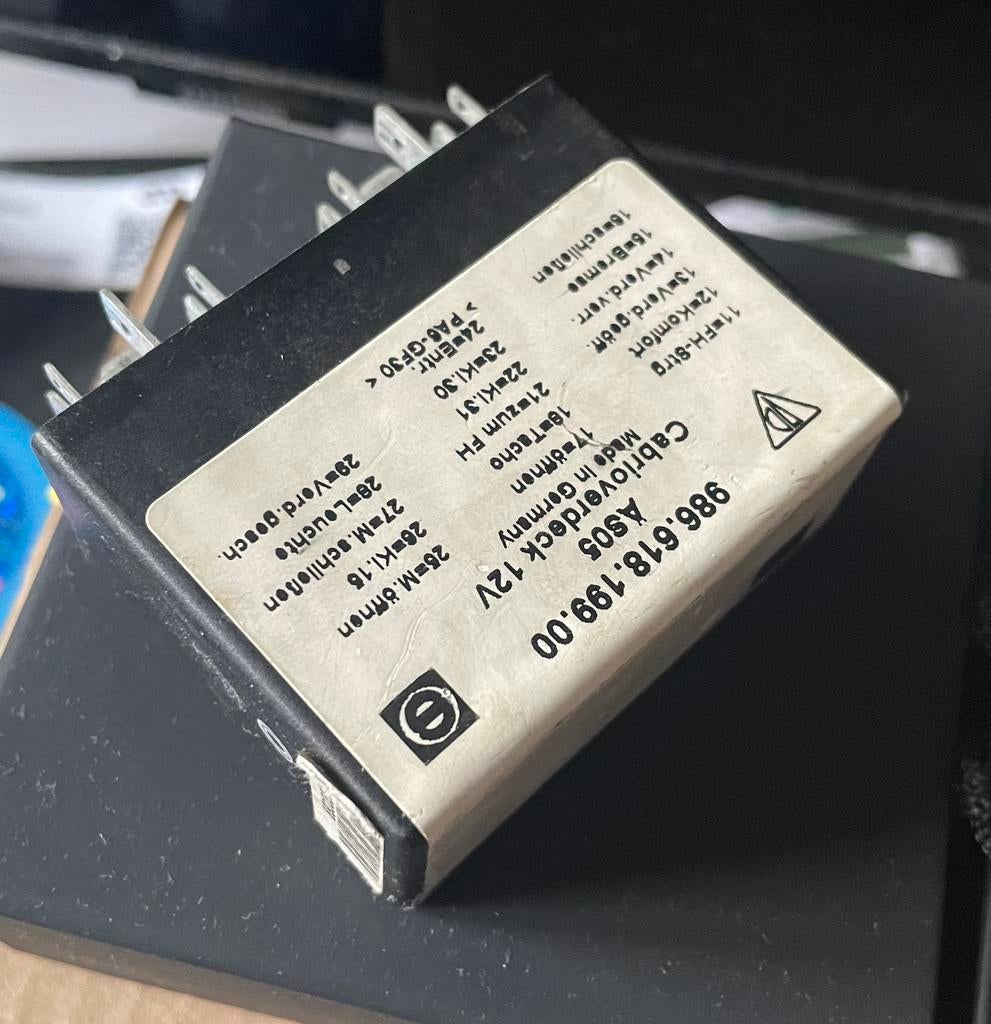 986.618.199.00
ÄS05
Cabrioverdeck 12V
Made in Germany
11=FH-Strg
12=Komfort
13=Verd.geöff.
14=Verd.verr.
15=Bremse
16=schließen
17=öffnen
18=Tacho
21=zum FH
22=Kl.31
23=Kl.30
24=Entr.
> PA6-GF30 <
25=M.öffnen
26=Kl.15
27=M.schließen
28=Leuchte
29=Verd.gesch.